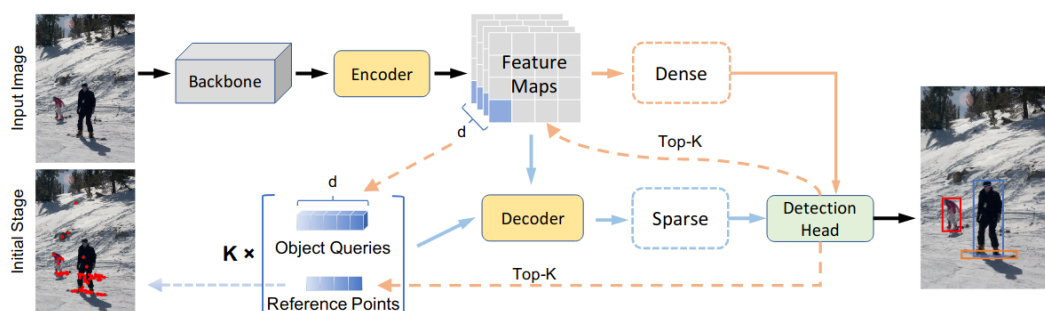 Input Image
Backbone
Encoder
Feature
Maps
Dense
d
Top-K
Initial Stage
d
K ×
Object Queries
Reference Points
Decoder
Sparse
Detection
Head
Top-K